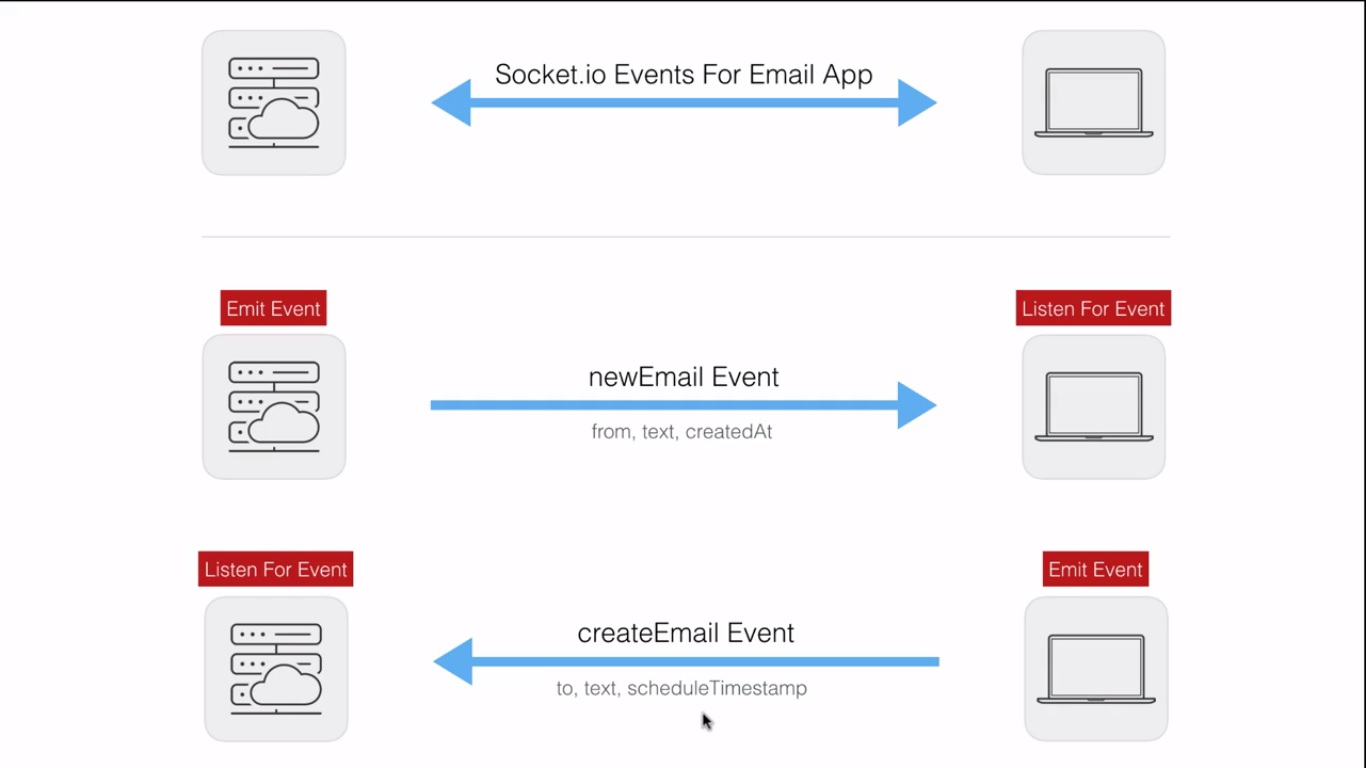 Socket.io Events For Email App
Emit Event
Listen For Event
newEmail Event
from, text, createdAt
Listen For Event
Emit Event
createEmail Event
to, text, scheduleTimestamp